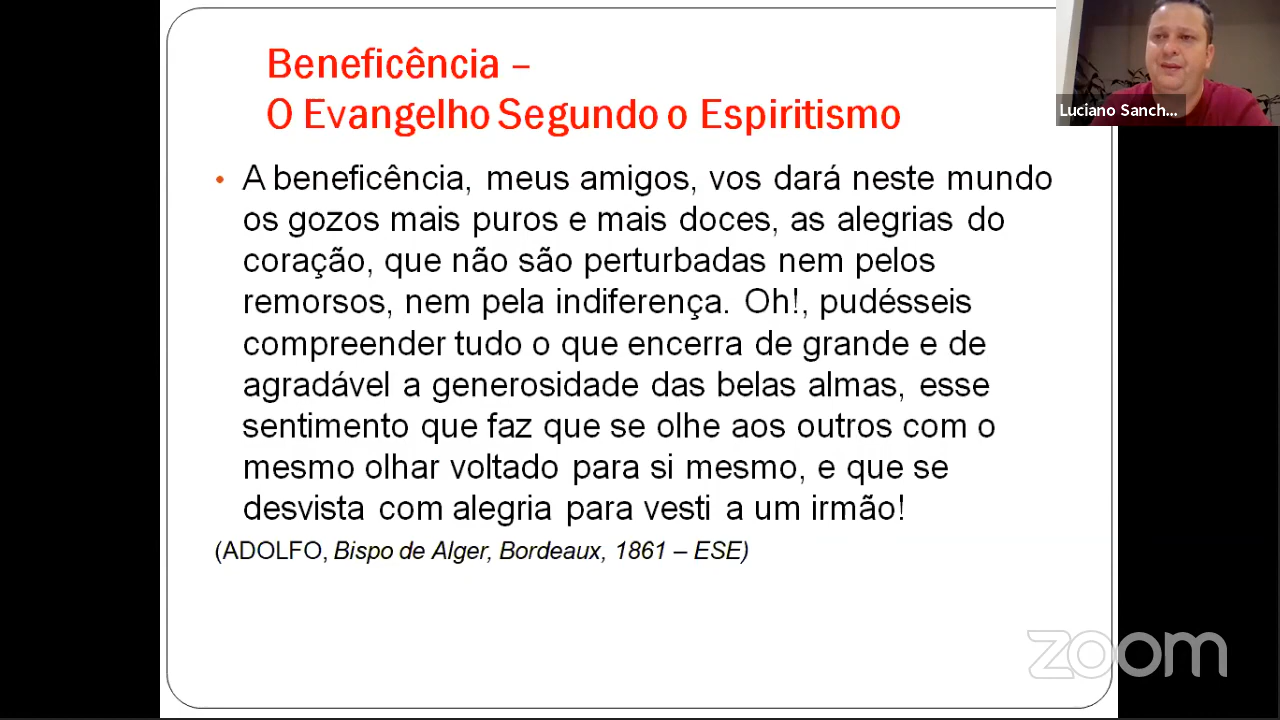 Beneficência –
O Evangelho Segundo o Espiritismo
Luciano Sanch...
• A beneficência, meus amigos, vos dará neste mundo
os gozos mais puros e mais doces, as alegrias do
coração, que não são perturbadas nem pelos
remorsos, nem pela indiferença. Oh!, pudésseis
compreender tudo o que encerra de grande e de
agradável a generosidade das belas almas, esse
sentimento que faz que se olhe aos outros com o
mesmo olhar voltado para si mesmo, e que se
desvista com alegria para vesti a um irmão!
(ADOLFO, Bispo de Alger, Bordeaux, 1861 – ESE)
zoom